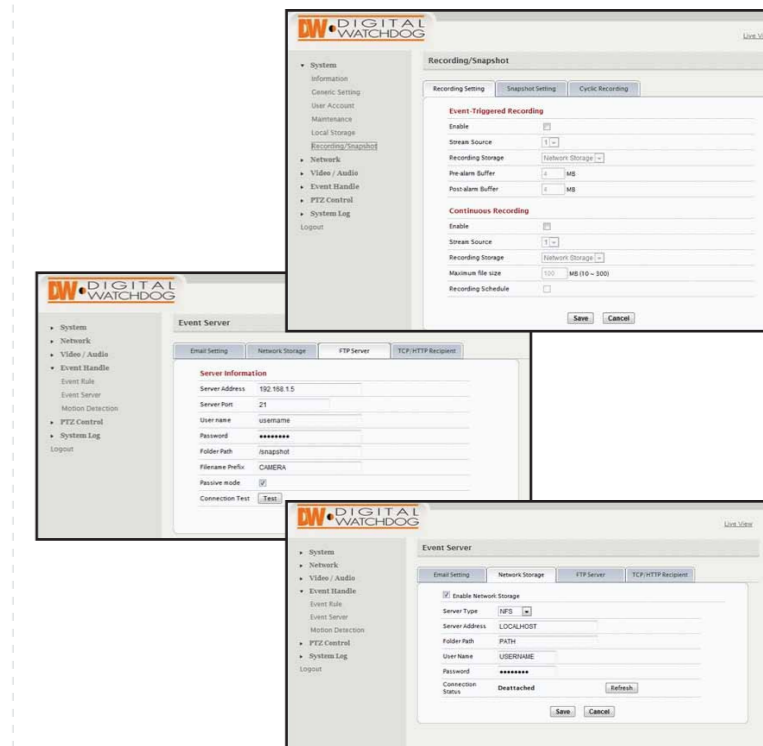 DW DIGITAL
WATCHDOG
Live V
System
Information
Generic Setting
User Account
Maintenance
Local Storage
Recording/Snapshot
Network
Video / Audio
Event Handle
PTZ Control
System Log
Logout
Recording/Snapshot
Recording Setting Snapshot Setting Cyclic Recording
Event-Triggered Recording
Enable
Stream Source 1
Recording Storage Network Storage
Pre-alarm Buffer 4 MB
Post-alarm Buffer 4 MB
Continuous Recording
Enable
Stream Source 1
Recording Storage Network Storage
Maximum file size 100 MB (10 ~ 300)
Recording Schedule
Save Cancel
DW DIGITAL
WATCHDOG
System
Network
Video / Audio
Event Handle
Event Rule
Event Server
Motion Detection
PTZ Control
System Log
Logout
Event Server
Email Setting Network Storage FTP Server TCP/HTTP Recipient
Server Information
Server Address 192.168.1.5
Server Port 21
User name username
Password ••••••••
Folder Path /snapshot
Filename Prefix CAMERA
Passive mode
Connection Test Test
DW DIGITAL
WATCHDOG
Live View
System
Network
Video / Audio
Event Handle
Event Rule
Event Server
Motion Detection
PTZ Control
System Log
Logout
Event Server
Email Setting Network Storage FTP Server TCP/HTTP Recipient
Enable Network Storage
Server Type NFS
Server Address LOCALHOST
Folder Path PATH
User Name USERNAME
Password ••••••••
Connection
Status Deattached Refresh
Save Cancel